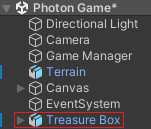 Photon Game*
Directional Light
Camera
Game Manager
Terrain
Canvas
EventSystem
Treasure Box